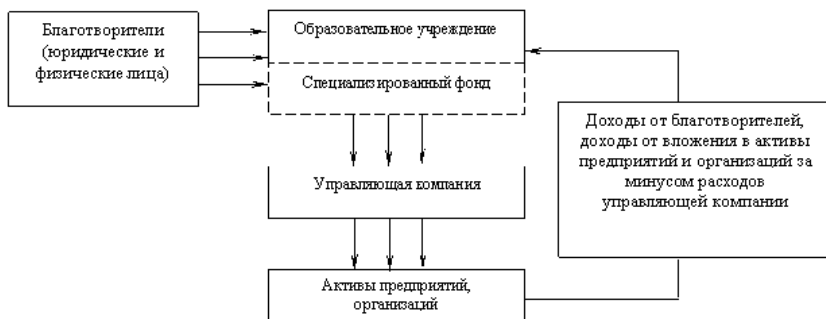 Благотворители
(юридические и
физические лица)
Образовательное учреждение
Специализированный фонд
Управляющая компания
Активы предприятий,
организаций
Доходы от благотворителей,
доходы от вложения в активы
предприятий и организаций за
минусом расходов
управляющей компании